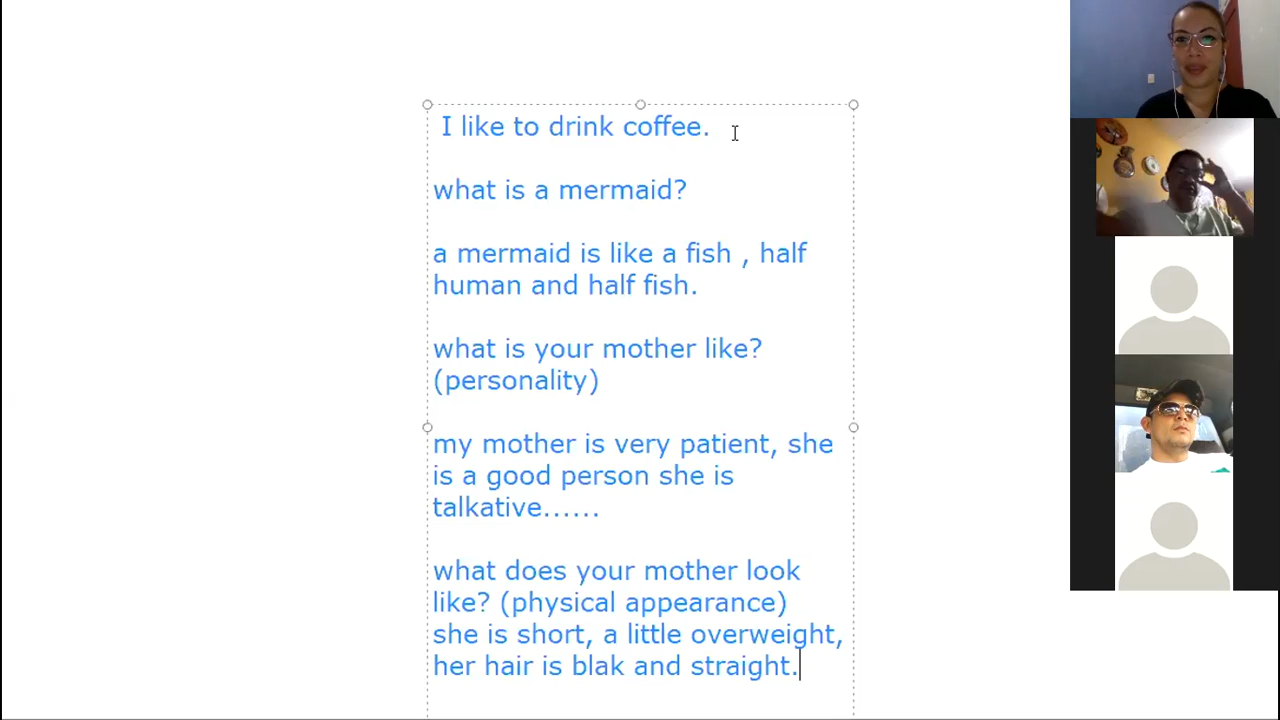 I like to drink coffee.
what is a mermaid?
a mermaid is like a fish , half
human and half fish.
what is your mother like?
(personality)
my mother is very patient, she
is a good person she is
talkative......
what does your mother look
like? (physical appearance)
she is short, a little overweight,
her hair is blak and straight.